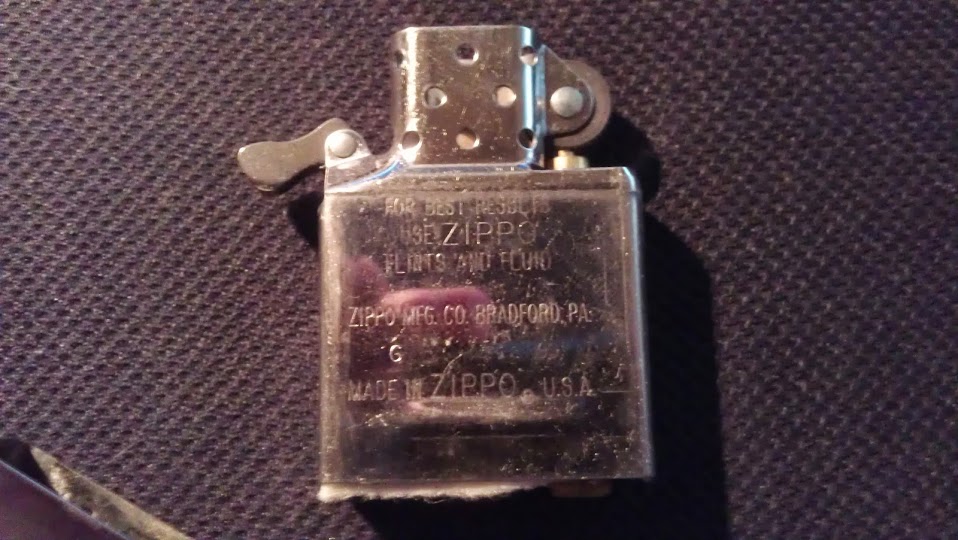 FOR BEST RESULTS
USE ZIPPO
FLINTS AND FLUID
ZIPPO MFG. CO. BRADFORD, PA.
G
MADE IN ZIPPO ® U.S.A.